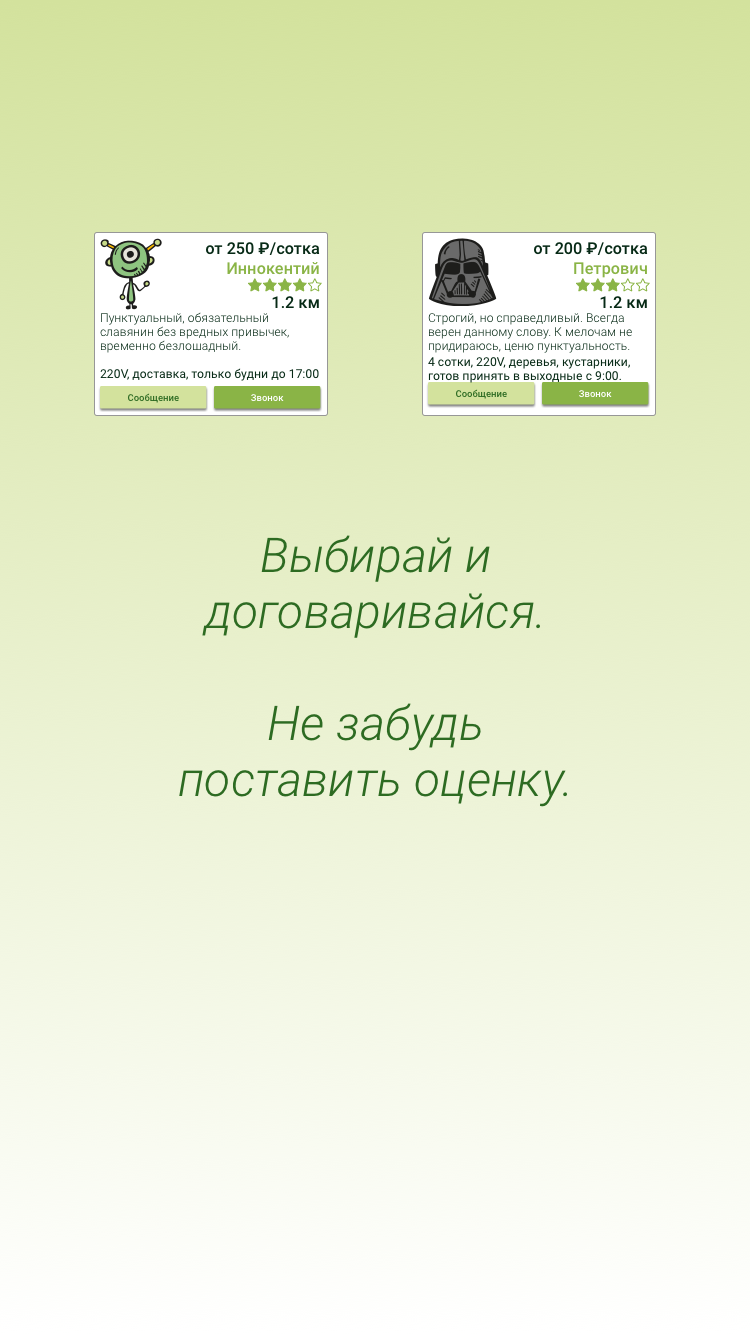 от 250 ₽/сотка
Иннокентий
1.2 км
Пунктуальный, обязательный
славянин без вредных привычек,
временно безлошадный.
220V, доставка, только будни до 17:00
Сообщение
Звонок
от 200 ₽/сотка
Петрович
1.2 км
Строгий, но справедливый. Всегда
верен данному слову. К мелочам не
придираюсь, ценю пунктуальность.
4 сотки, 220V, деревья, кустарники,
готов принять в выходные с 9:00.
Сообщение
Звонок
Выбирай и
договаривайся.
Не забудь
поставить оценку.